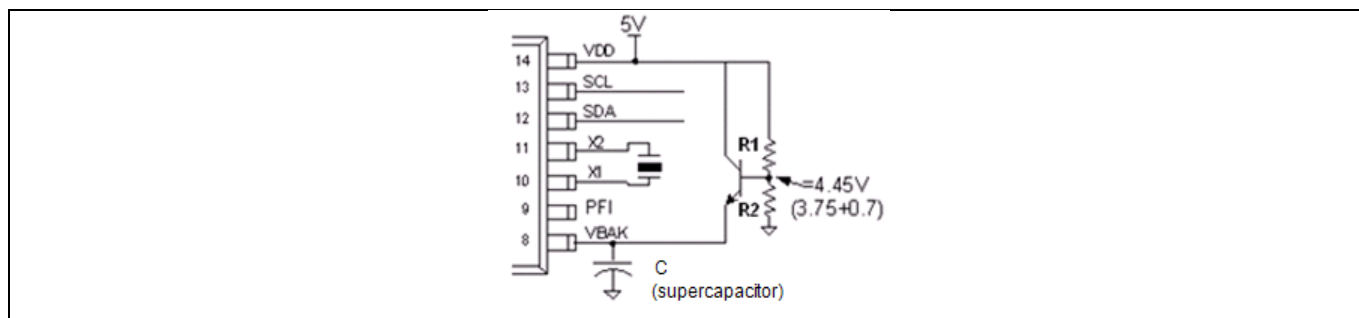 5V
14 VDD
13 SCL
12 SDA
11 X2
10 X1
9 PFI
8 VBAK
R1
=4.45V
R2 (3.75+0.7)
C
(supercapacitor)